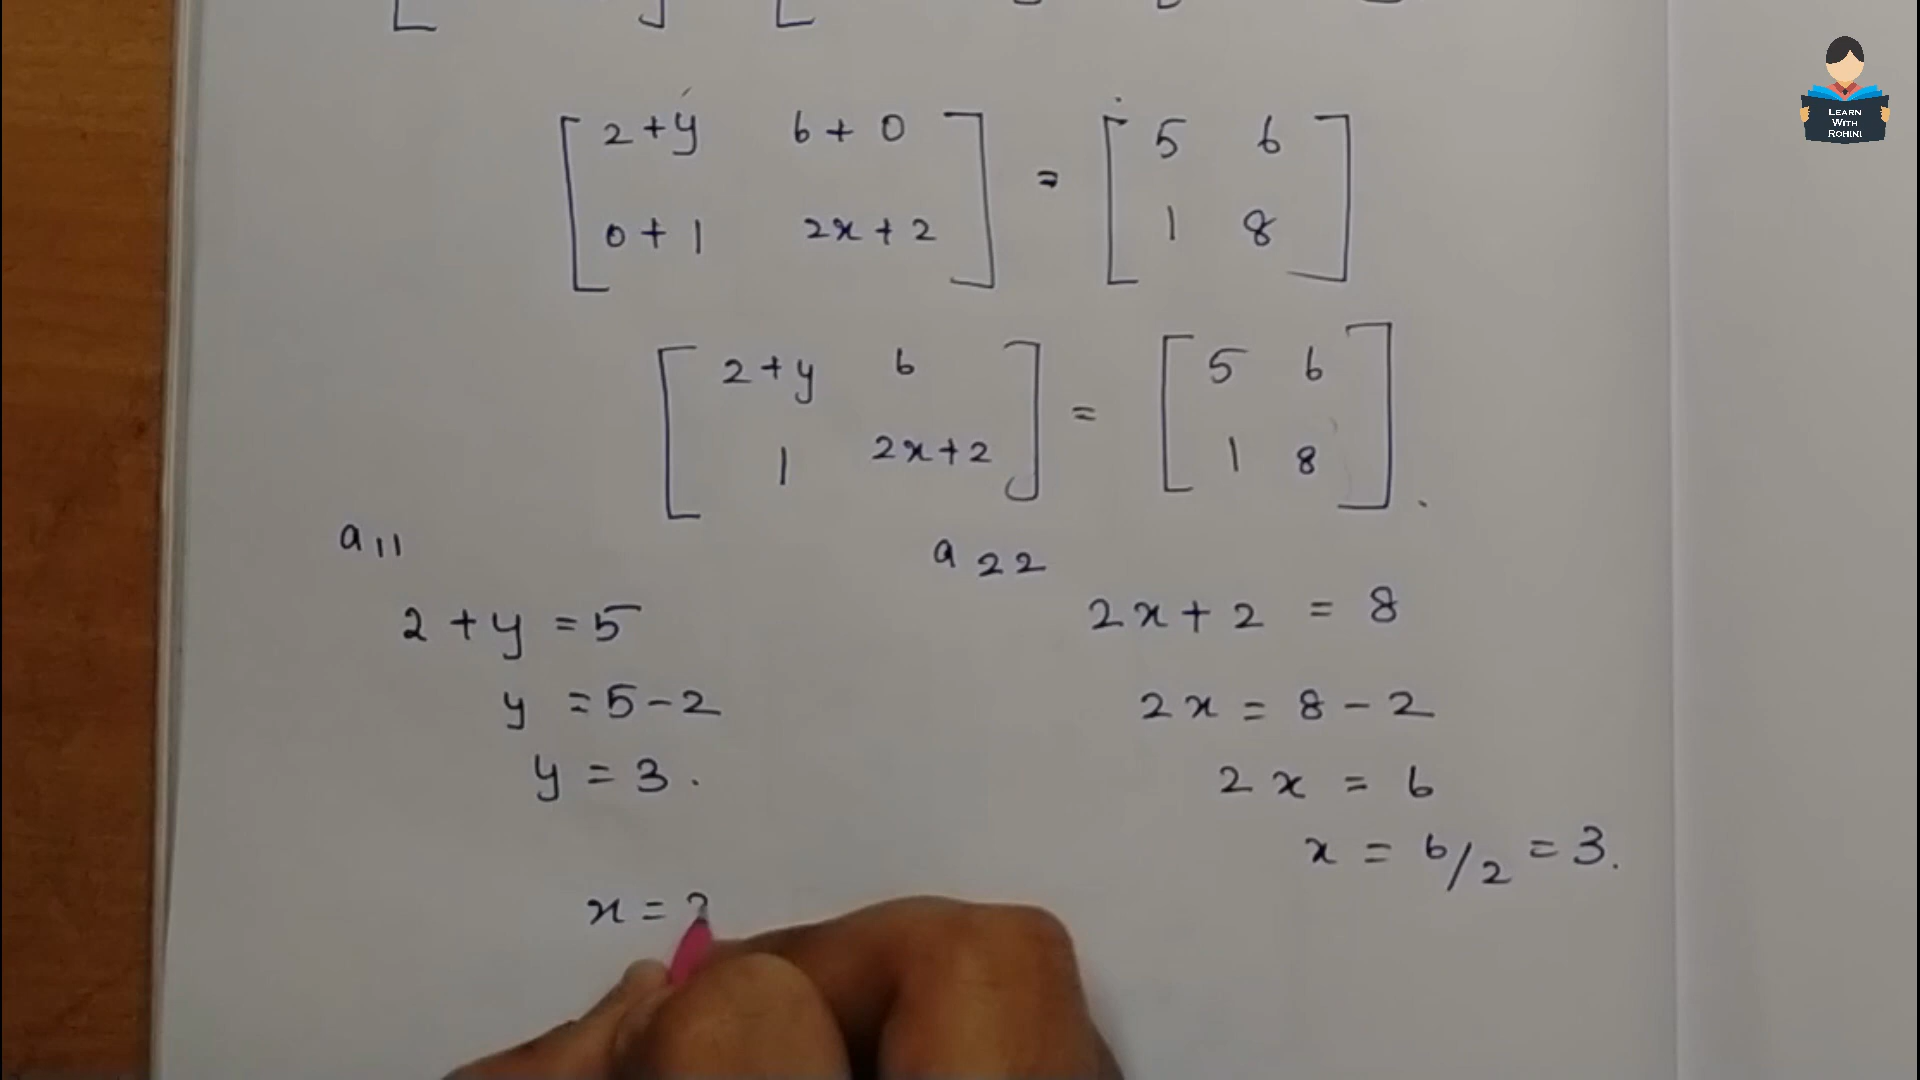 LEARN
WITH
ROHINI
[2+y 6+0] = [5 6]
[0+1 2x+2] [1 8]
[2+y 6] = [5 6]
[1 2x+2] [1 8].
a11 a22
2+y=5 2x+2 = 8
y =5-2 2x = 8-2
y = 3. 2x = 6
x = 6/2 = 3.
x =